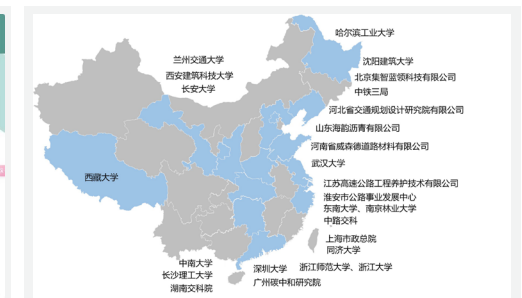 哈尔滨工业大学
兰州交通大学
西安建筑科技大学
长安大学
沈阳建筑大学
北京集智蓝领科技有限公司
中铁三局
河北省交通规划设计研究院有限公司
山东海韵沥青有限公司
河南省威森德道路材料有限公司
武汉大学
西藏大学
江苏高速公路工程养护技术有限公司
淮安市公路事业发展中心
东南大学、南京林业大学
中路交科
上海市政总院
同济大学
中南大学
长沙理工大学
湖南交科院
深圳大学
广州碳中和研究院
浙江师范大学、浙江大学